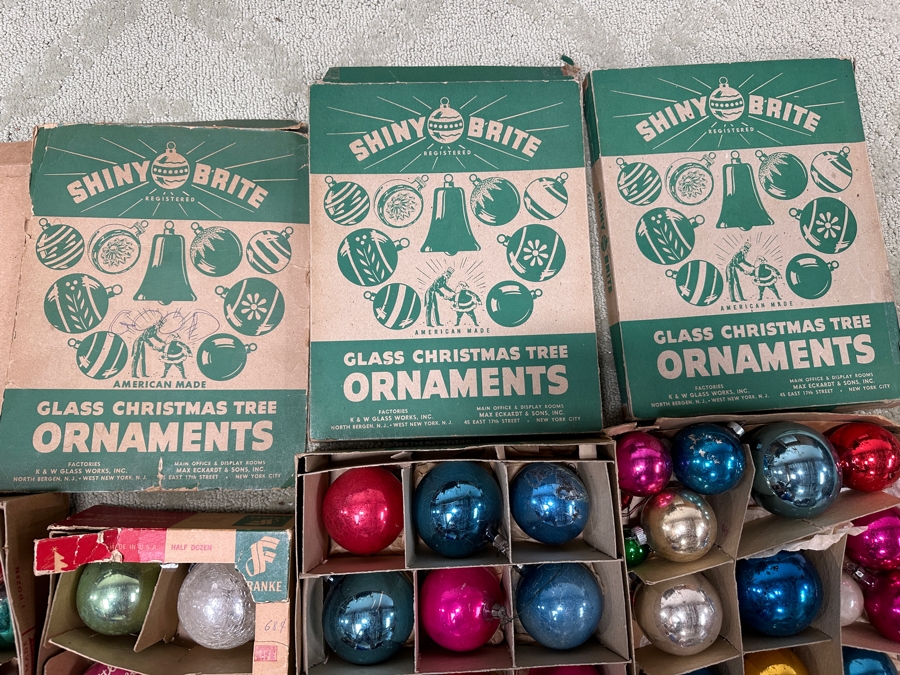 SHINY BRITE
REGISTERED
AMERICAN MADE
GLASS CHRISTMAS TREE
ORNAMENTS
FACTORIES
K & W GLASS WORKS, INC.
NORTH BERGEN, N.J. • WEST NEW YORK, N.J.
MAIN OFFICE & DISPLAY ROOMS
MAX ECKARDT & SONS, INC.
EAST 17th STREET • NEW YORK CITY
SHINY BRITE
REGISTERED
AMERICAN MADE
GLASS CHRISTMAS TREE
ORNAMENTS
FACTORIES
K & W GLASS WORKS, INC.
NORTH BERGEN, N.J. • WEST NEW YORK, N.J.
MAIN OFFICE & DISPLAY ROOMS
MAX ECKARDT & SONS, INC.
45 EAST 17th STREET • NEW YORK CITY
SHINY BRITE
REGISTERED
AMERICAN MADE
GLASS CHRISTMAS TREE
ORNAMENTS
FACTORIES
K & W GLASS WORKS, INC.
NORTH BERGEN, N.J. • WEST NEW YORK, N.J.
MAIN OFFICE & DISPLAY ROOMS
MAX ECKARDT & SONS, INC.
45 EAST 17th STREET • NEW YORK CITY
MADE IN U.S.A.
HALF DOZEN
FRANKE
68¢